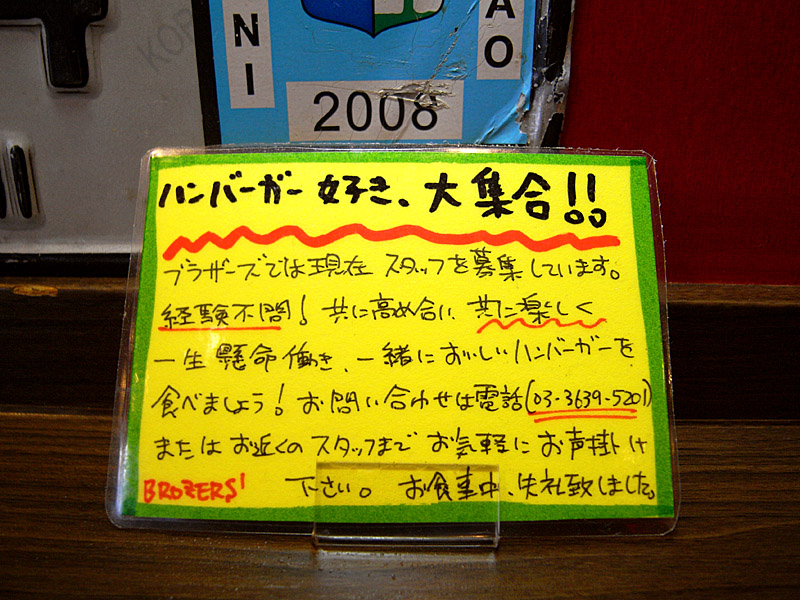 NI
AO
2008
KOR
ハンバーガー好き、大集合!!
ブラザーズでは現在 スタッフを募集しています。
経験不問! 共に高め合い 共に楽しく
一生懸命働き、一緒においしいハンバーガーを
食べましょう! お問い合わせは電話(03-3639-5201)
またはお近くのスタッフまで お気軽にお声掛け
BROZERS' 下さい。 お食事中、失礼致しました。